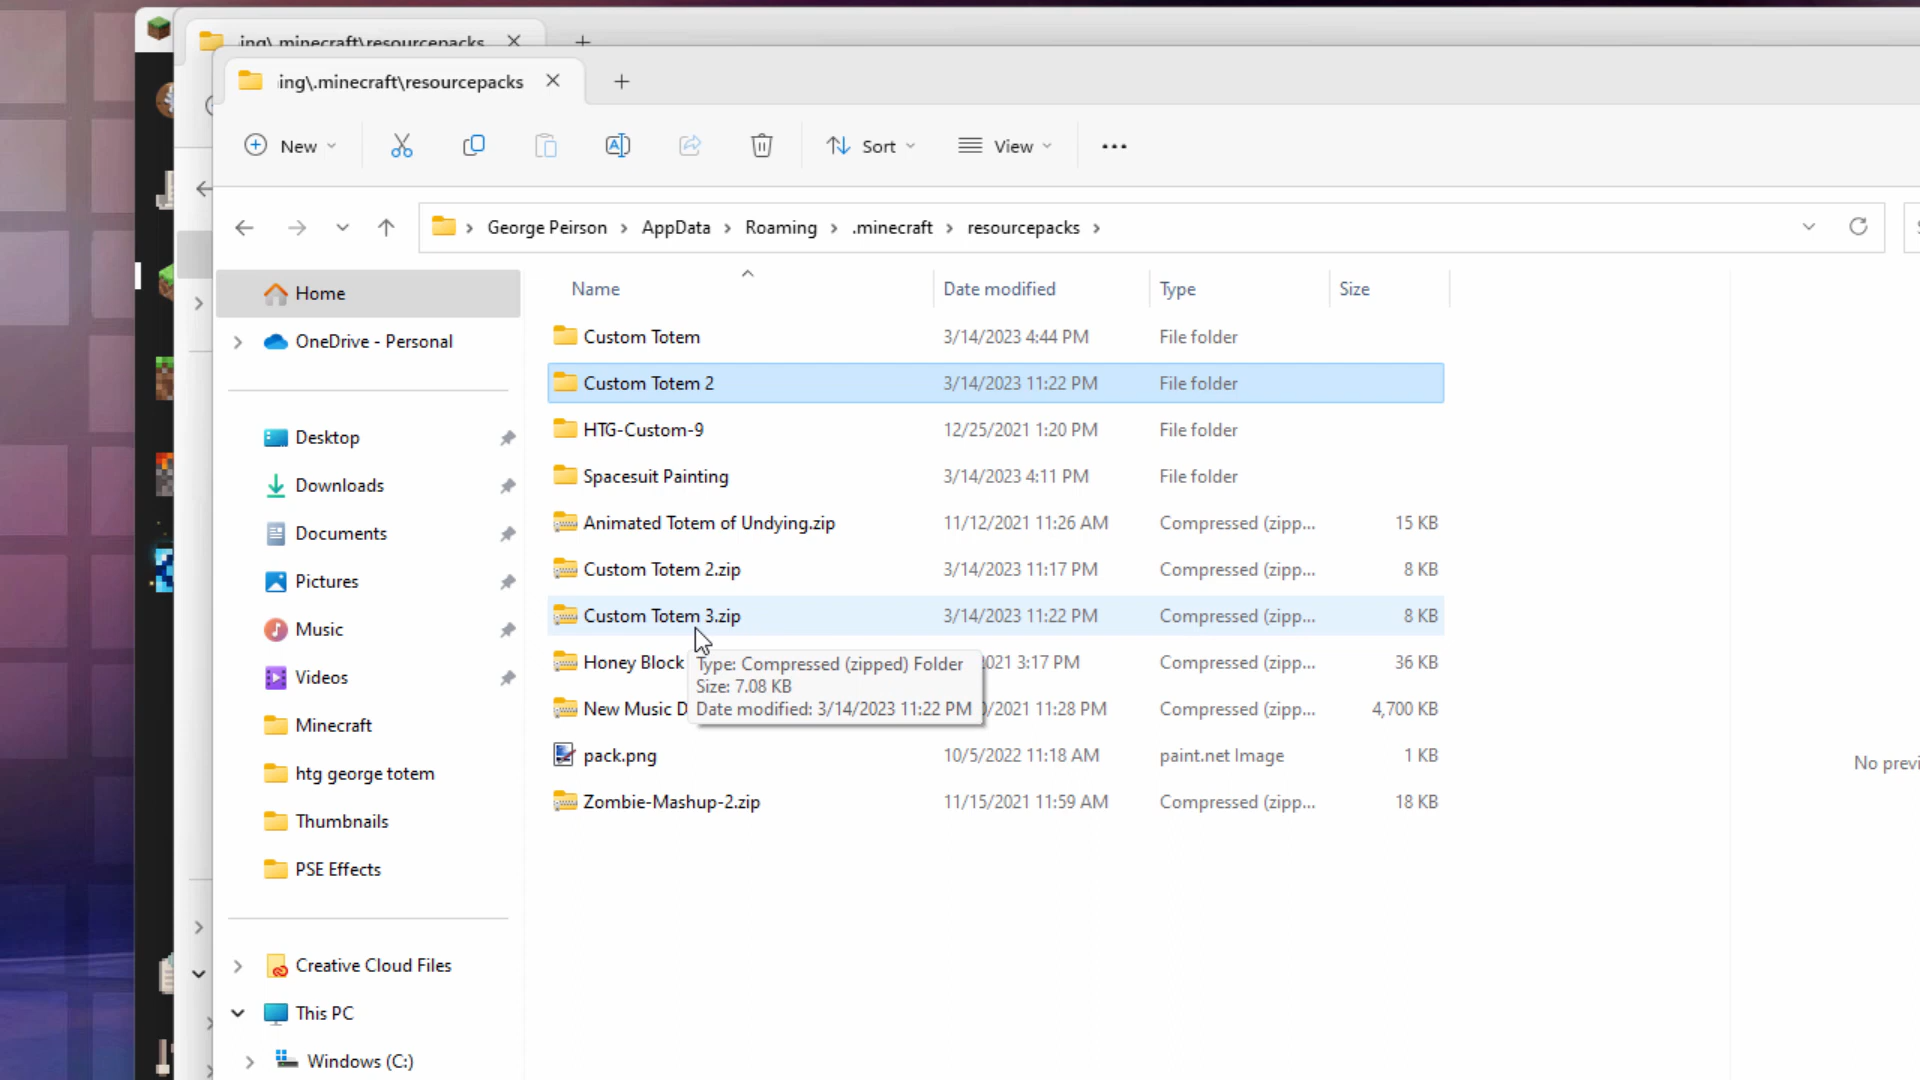 ing\.minecraft\resourcepacks
ing\.minecraft\resourcepacks
New
Sort
View
George Peirson > AppData > Roaming > .minecraft > resourcepacks >
Home
OneDrive - Personal
Desktop
Downloads
Documents
Pictures
Music
Videos
Minecraft
htg george totem
Thumbnails
PSE Effects
Creative Cloud Files
This PC
Windows (C:)
Name Date modified Type Size
Custom Totem 3/14/2023 4:44 PM File folder
Custom Totem 2 3/14/2023 11:22 PM File folder
HTG-Custom-9 12/25/2021 1:20 PM File folder
Spacesuit Painting 3/14/2023 4:11 PM File folder
Animated Totem of Undying.zip 11/12/2021 11:26 AM Compressed (zipp... 15 KB
Custom Totem 2.zip 3/14/2023 11:17 PM Compressed (zipp... 8 KB
Custom Totem 3.zip 3/14/2023 11:22 PM Compressed (zipp... 8 KB
Honey Block 021 3:17 PM Compressed (zipp... 36 KB
New Music D /2021 11:28 PM Compressed (zipp... 4,700 KB
pack.png 10/5/2022 11:18 AM paint.net Image 1 KB
Zombie-Mashup-2.zip 11/15/2021 11:59 AM Compressed (zipp... 18 KB
Type: Compressed (zipped) Folder
Size: 7.08 KB
Date modified: 3/14/2023 11:22 PM
No previ